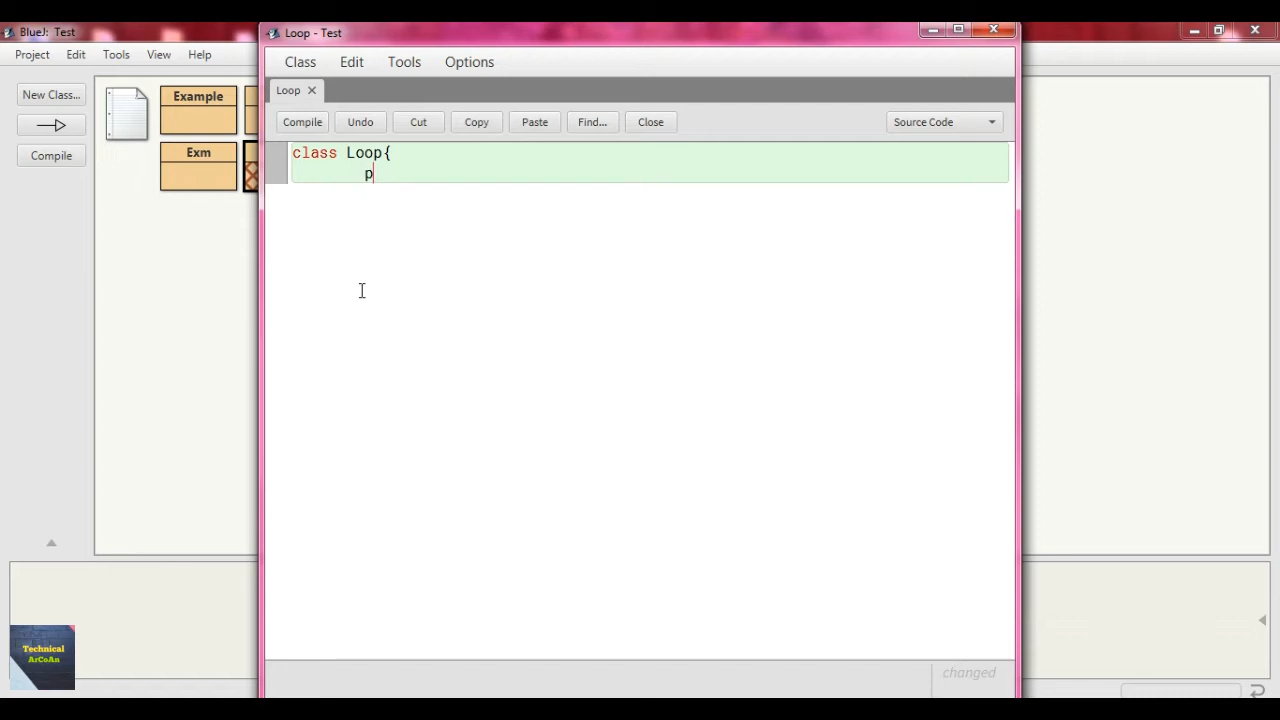 BlueJ: Test
Project Edit Tools View Help
New Class...
Compile
Example
Exm
Loop - Test
Class Edit Tools Options
Loop
Compile Undo Cut Copy Paste Find... Close Source Code
class Loop{
p
changed
Technical
ArCoAn